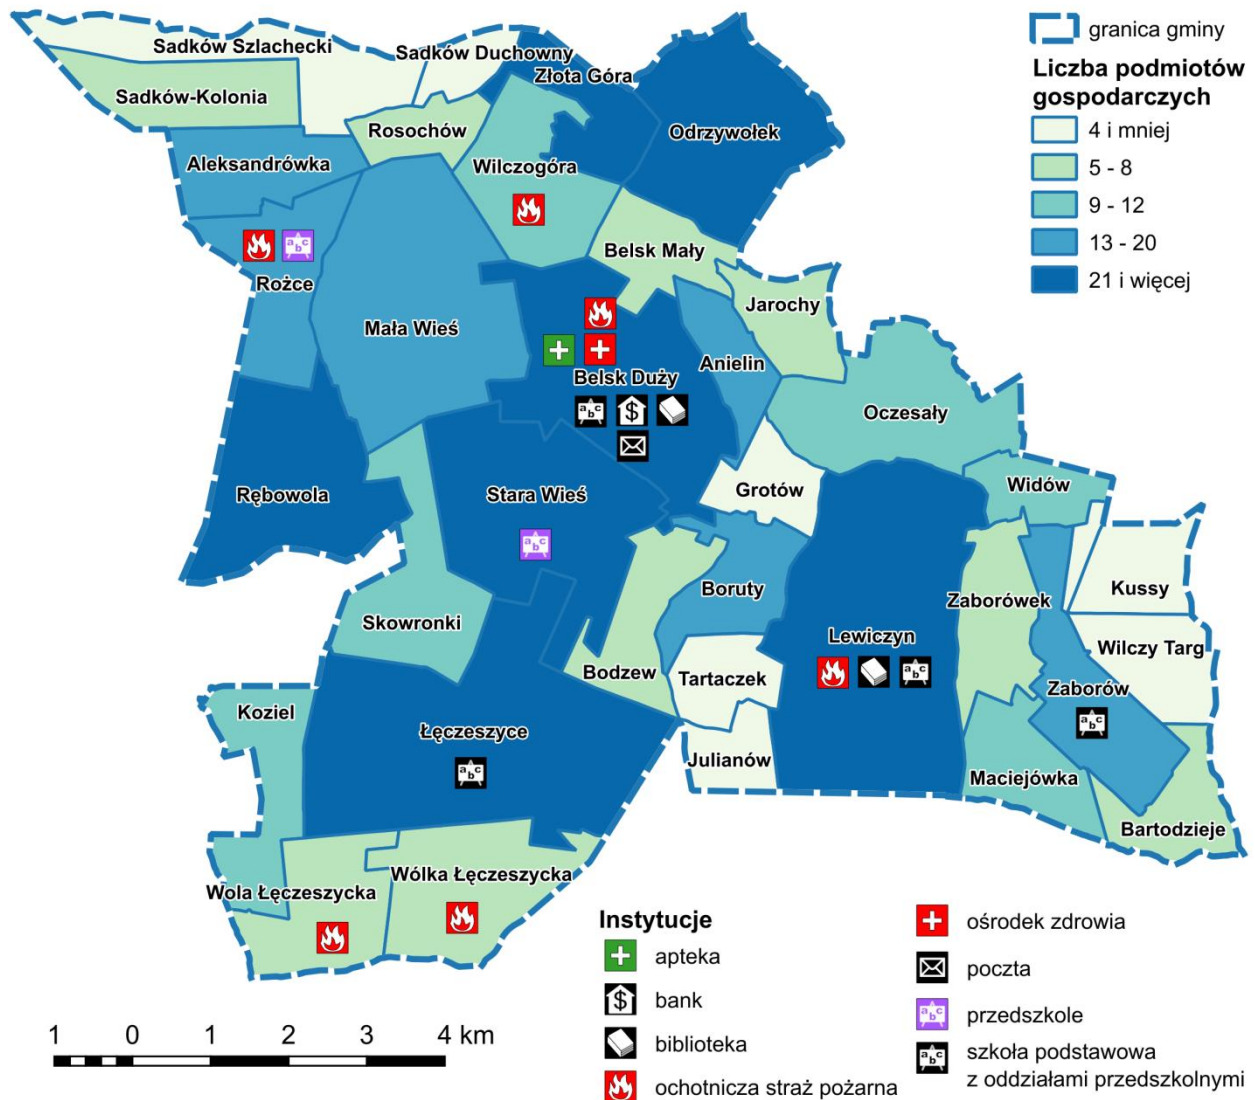 granica gminy
Liczba podmiotów
gospodarczych
4 i mniej
5 - 8
9 - 12
13 - 20
21 i więcej
Sadków Szlachecki
Sadków Duchowny
Złota Góra
Sadków-Kolonia
Rosochów
Odrzywołek
Aleksandrówka
Wilczogóra
Belsk Mały
a b c
Rożce
Jarochy
Mała Wieś
Anielin
Belsk Duży
a b c
$
Oczesały
Rębowola
Stara Wieś
Grotów
Widów
a b c
Boruty
Kussy
Skowronki
Zaborówek
Lewiczyn
Wilczy Targ
Bodzew
Tartaczek
a b c
Zaborów
Koziel
a b c
Łęczeszyce
Julianów
a b c
Maciejówka
Bartodzieje
Wola Łęczeszycka
Wólka Łęczeszycka
Instytucje
apteka
$
bank
biblioteka
ochotnicza straż pożarna
ośrodek zdrowia
poczta
a b c
przedszkole
a b c
szkoła podstawowa
z oddziałami przedszkolnymi
1 0 1 2 3 4 km